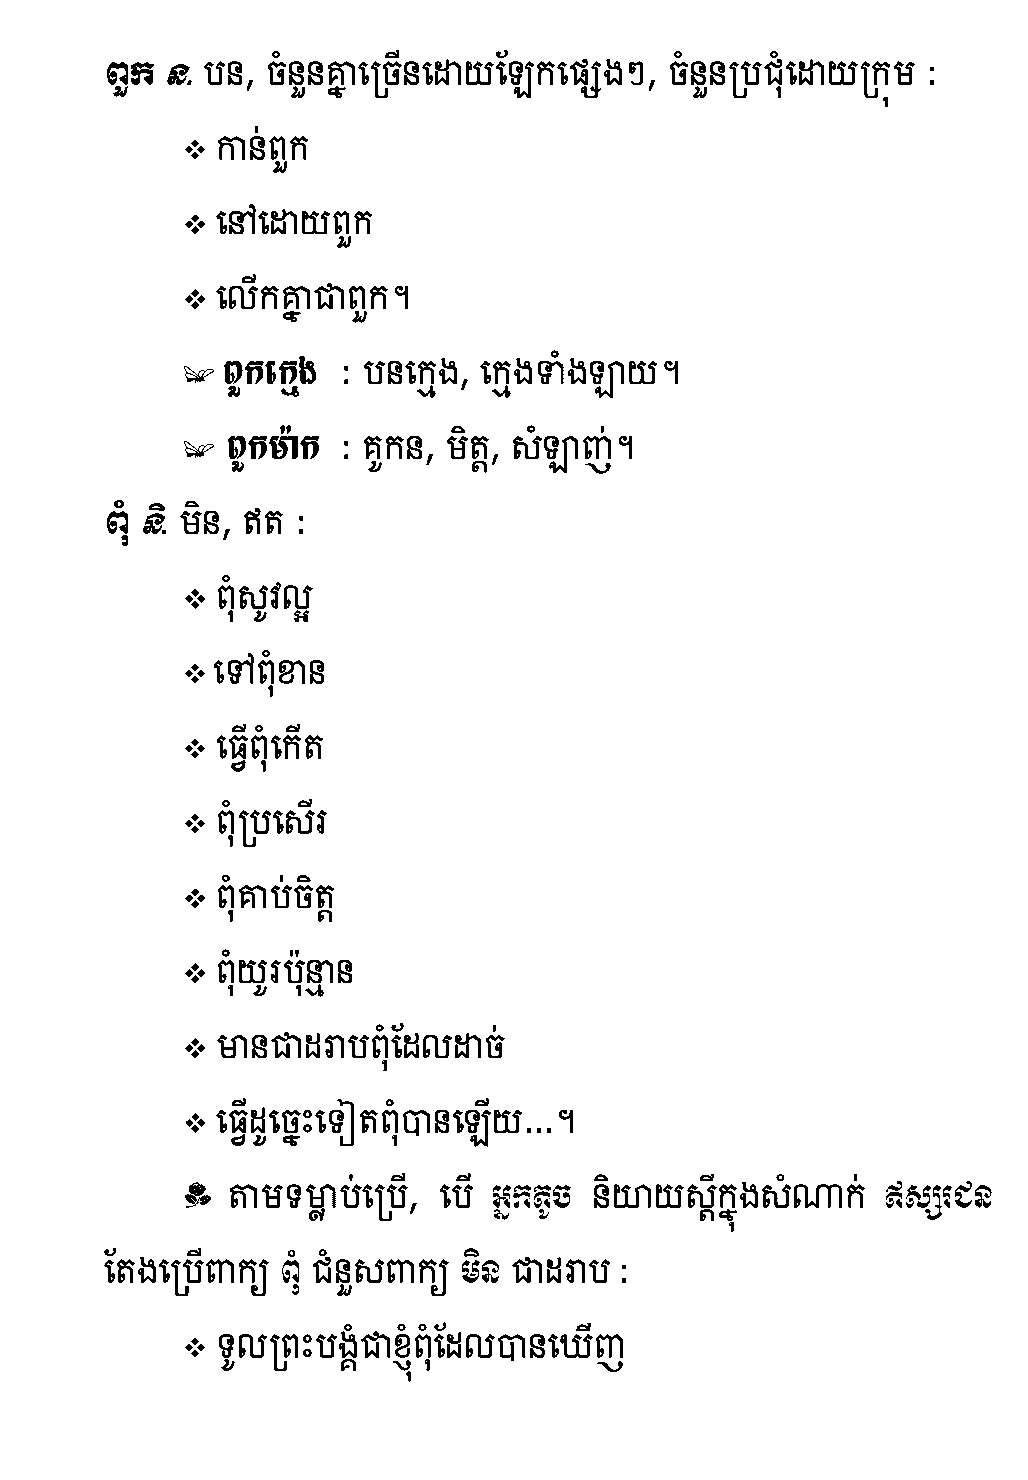 ពួក ន. បន, ចំនួនគ្នាច្រើនដោយឡែកផ្សេងៗ, ចំនួនប្រជុំដោយក្រុម :
❖ កាន់ពួក
❖ នៅដោយពួក
❖ លើកគ្នាជាពួក។
ពួកក្មេង : បនក្មេង, ក្មេងទាំងឡាយ។
ពួកម៉ាក : គូកន, មិត្ត, សំឡាញ់។
ពុំ និ. មិន, ឥត :
❖ ពុំសូវល្អ
❖ ទៅពុំខាន
❖ ធ្វើពុំកើត
❖ ពុំប្រសើរ
❖ ពុំគាប់ចិត្ត
❖ ពុំយូរប៉ុន្មាន
❖ មានជាដរាបពុំដែលដាច់
❖ ធ្វើដូច្នេះទៀតពុំបានឡើយ...។
តាមទម្លាប់ប្រើ, បើ អ្នកតូច និយាយស្ដីក្នុងសំណាក់ ឥស្សរជន
តែងប្រើពាក្យ ពុំ ជំនួសពាក្យ មិន ជាដរាប :
❖ ទូលព្រះបង្គំជាខ្ញុំពុំដែលបានឃើញ